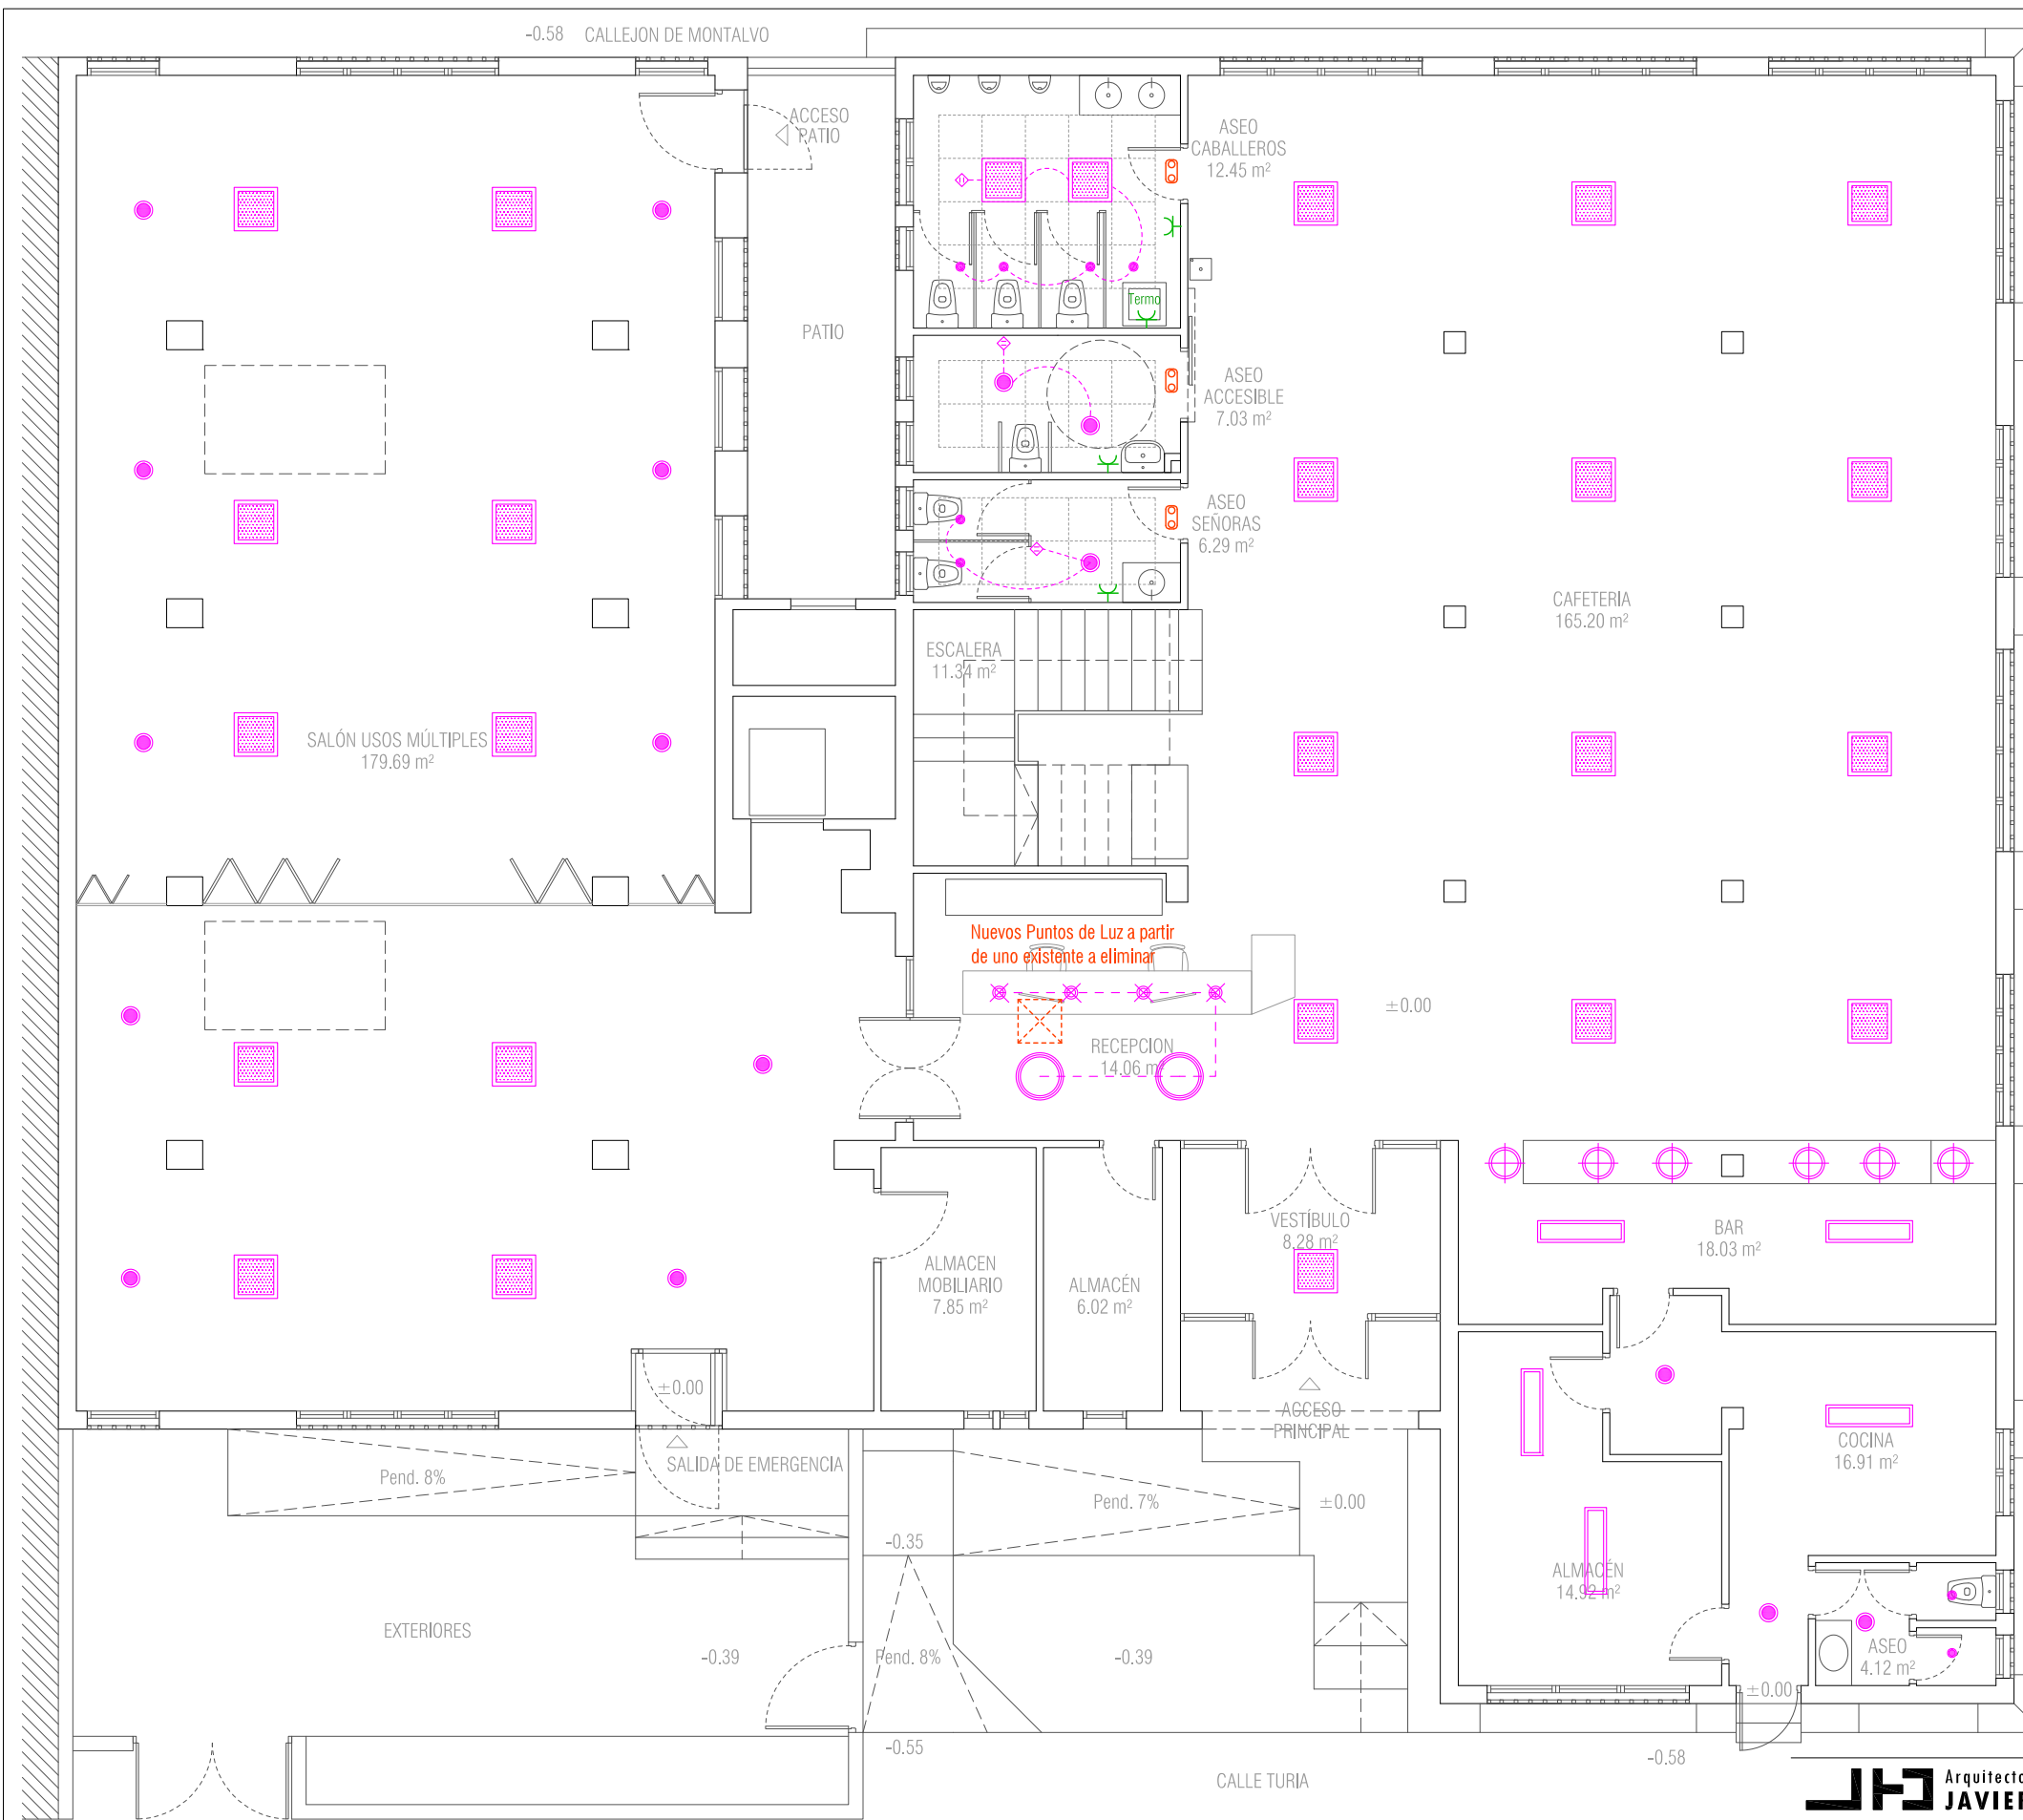 -0.58 CALLEJON DE MONTALVO
ACCESO
PATIO
ASEO
CABALLEROS
12.45 m²
Termo
PATIO
ASEO
ACCESIBLE
7.03 m²
ASEO
SEÑORAS
6.29 m²
CAFETERIA
165.20 m²
ESCALERA
11.34 m²
SALÓN USOS MÚLTIPLES
179.69 m²
Nuevos Puntos de Luz a partir
de uno existente a eliminar
±0.00
RECEPCION
14.06 m
VESTÍBULO
8.28 m²
BAR
18.03 m²
ALMACEN
MOBILIARIO
7.85 m²
ALMACÉN
6.02 m²
±0.00
ACCESO
PRINCIPAL
COCINA
16.91 m²
SALIDA DE EMERGENCIA
Pend. 8%
Pend. 7%
±0.00
-0.35
ALMACÉN
14.92 m²
EXTERIORES
-0.39
Pend. 8%
-0.39
ASEO
4.12 m²
±0.00
-0.55
-0.58
CALLE TURIA
Arquitecto
JAVIER